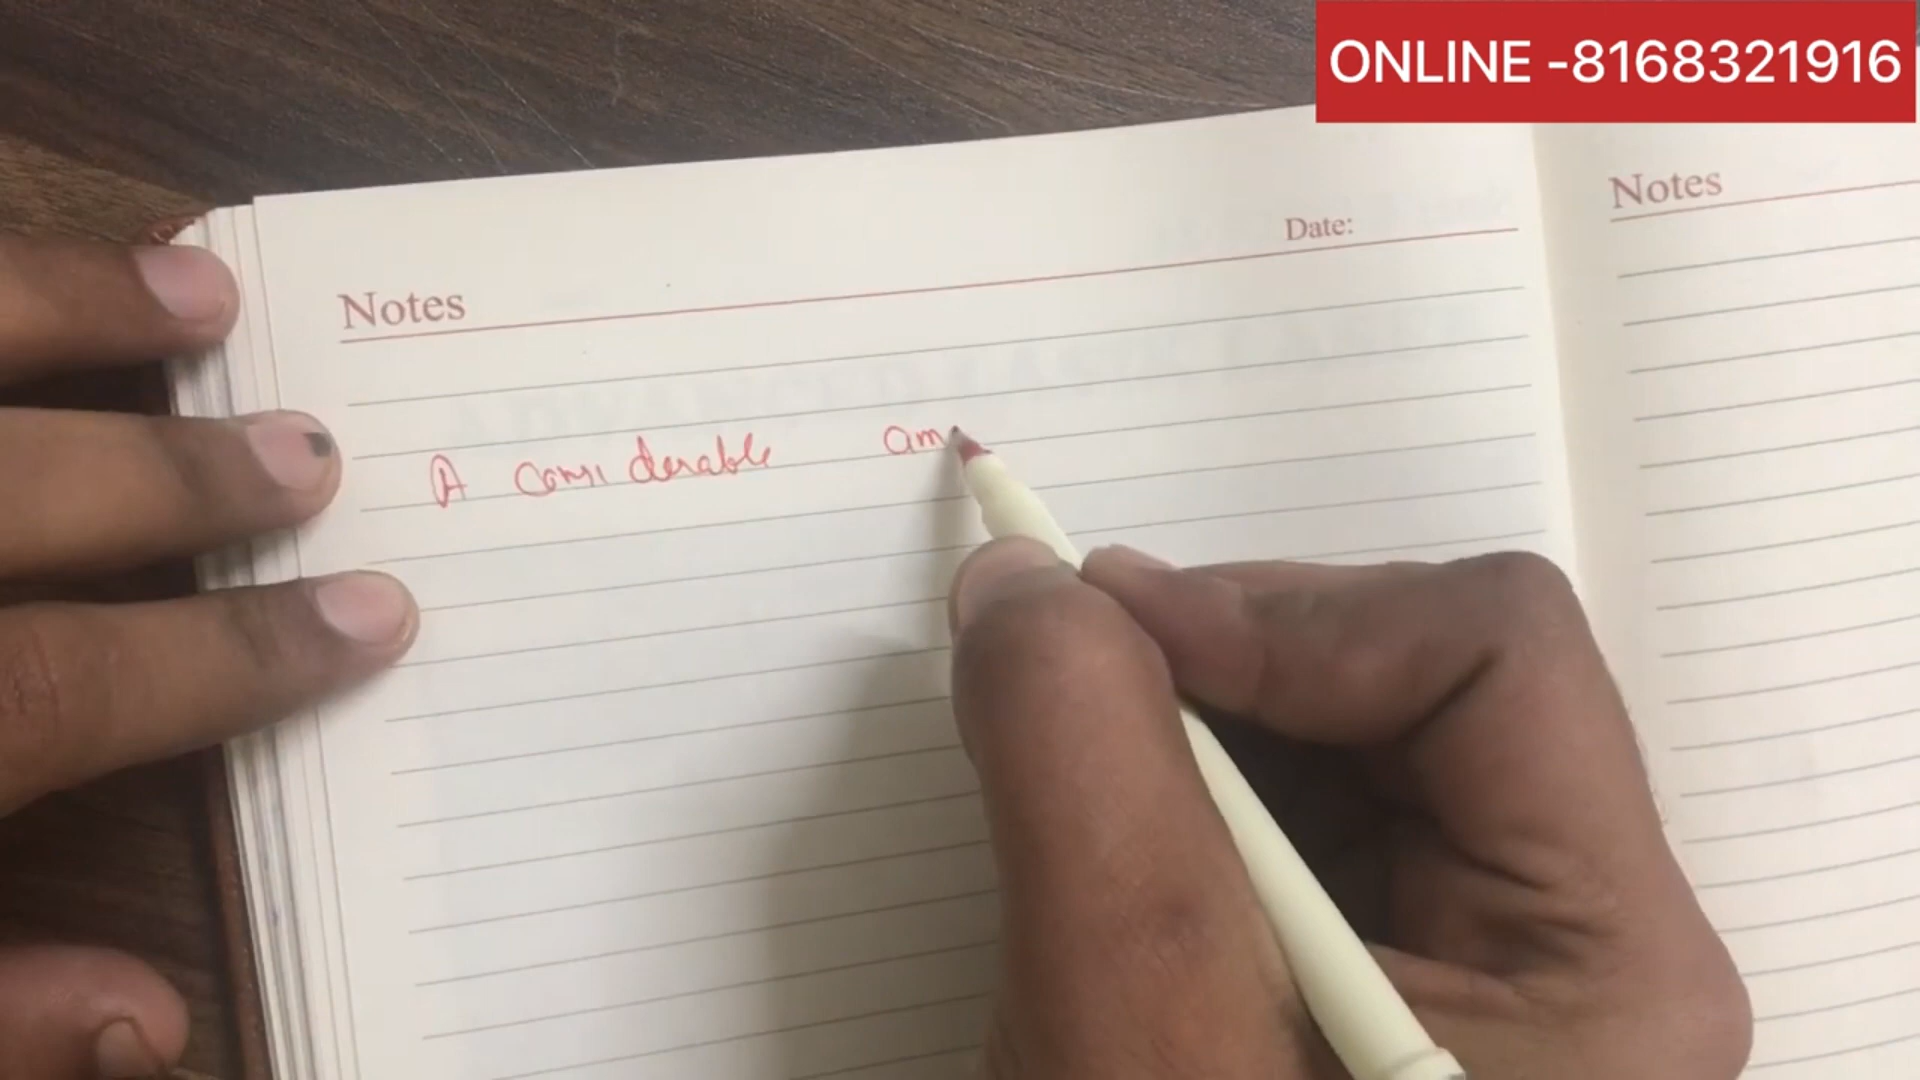 ONLINE -8168321916
Notes
Date:
Notes
A considerable am